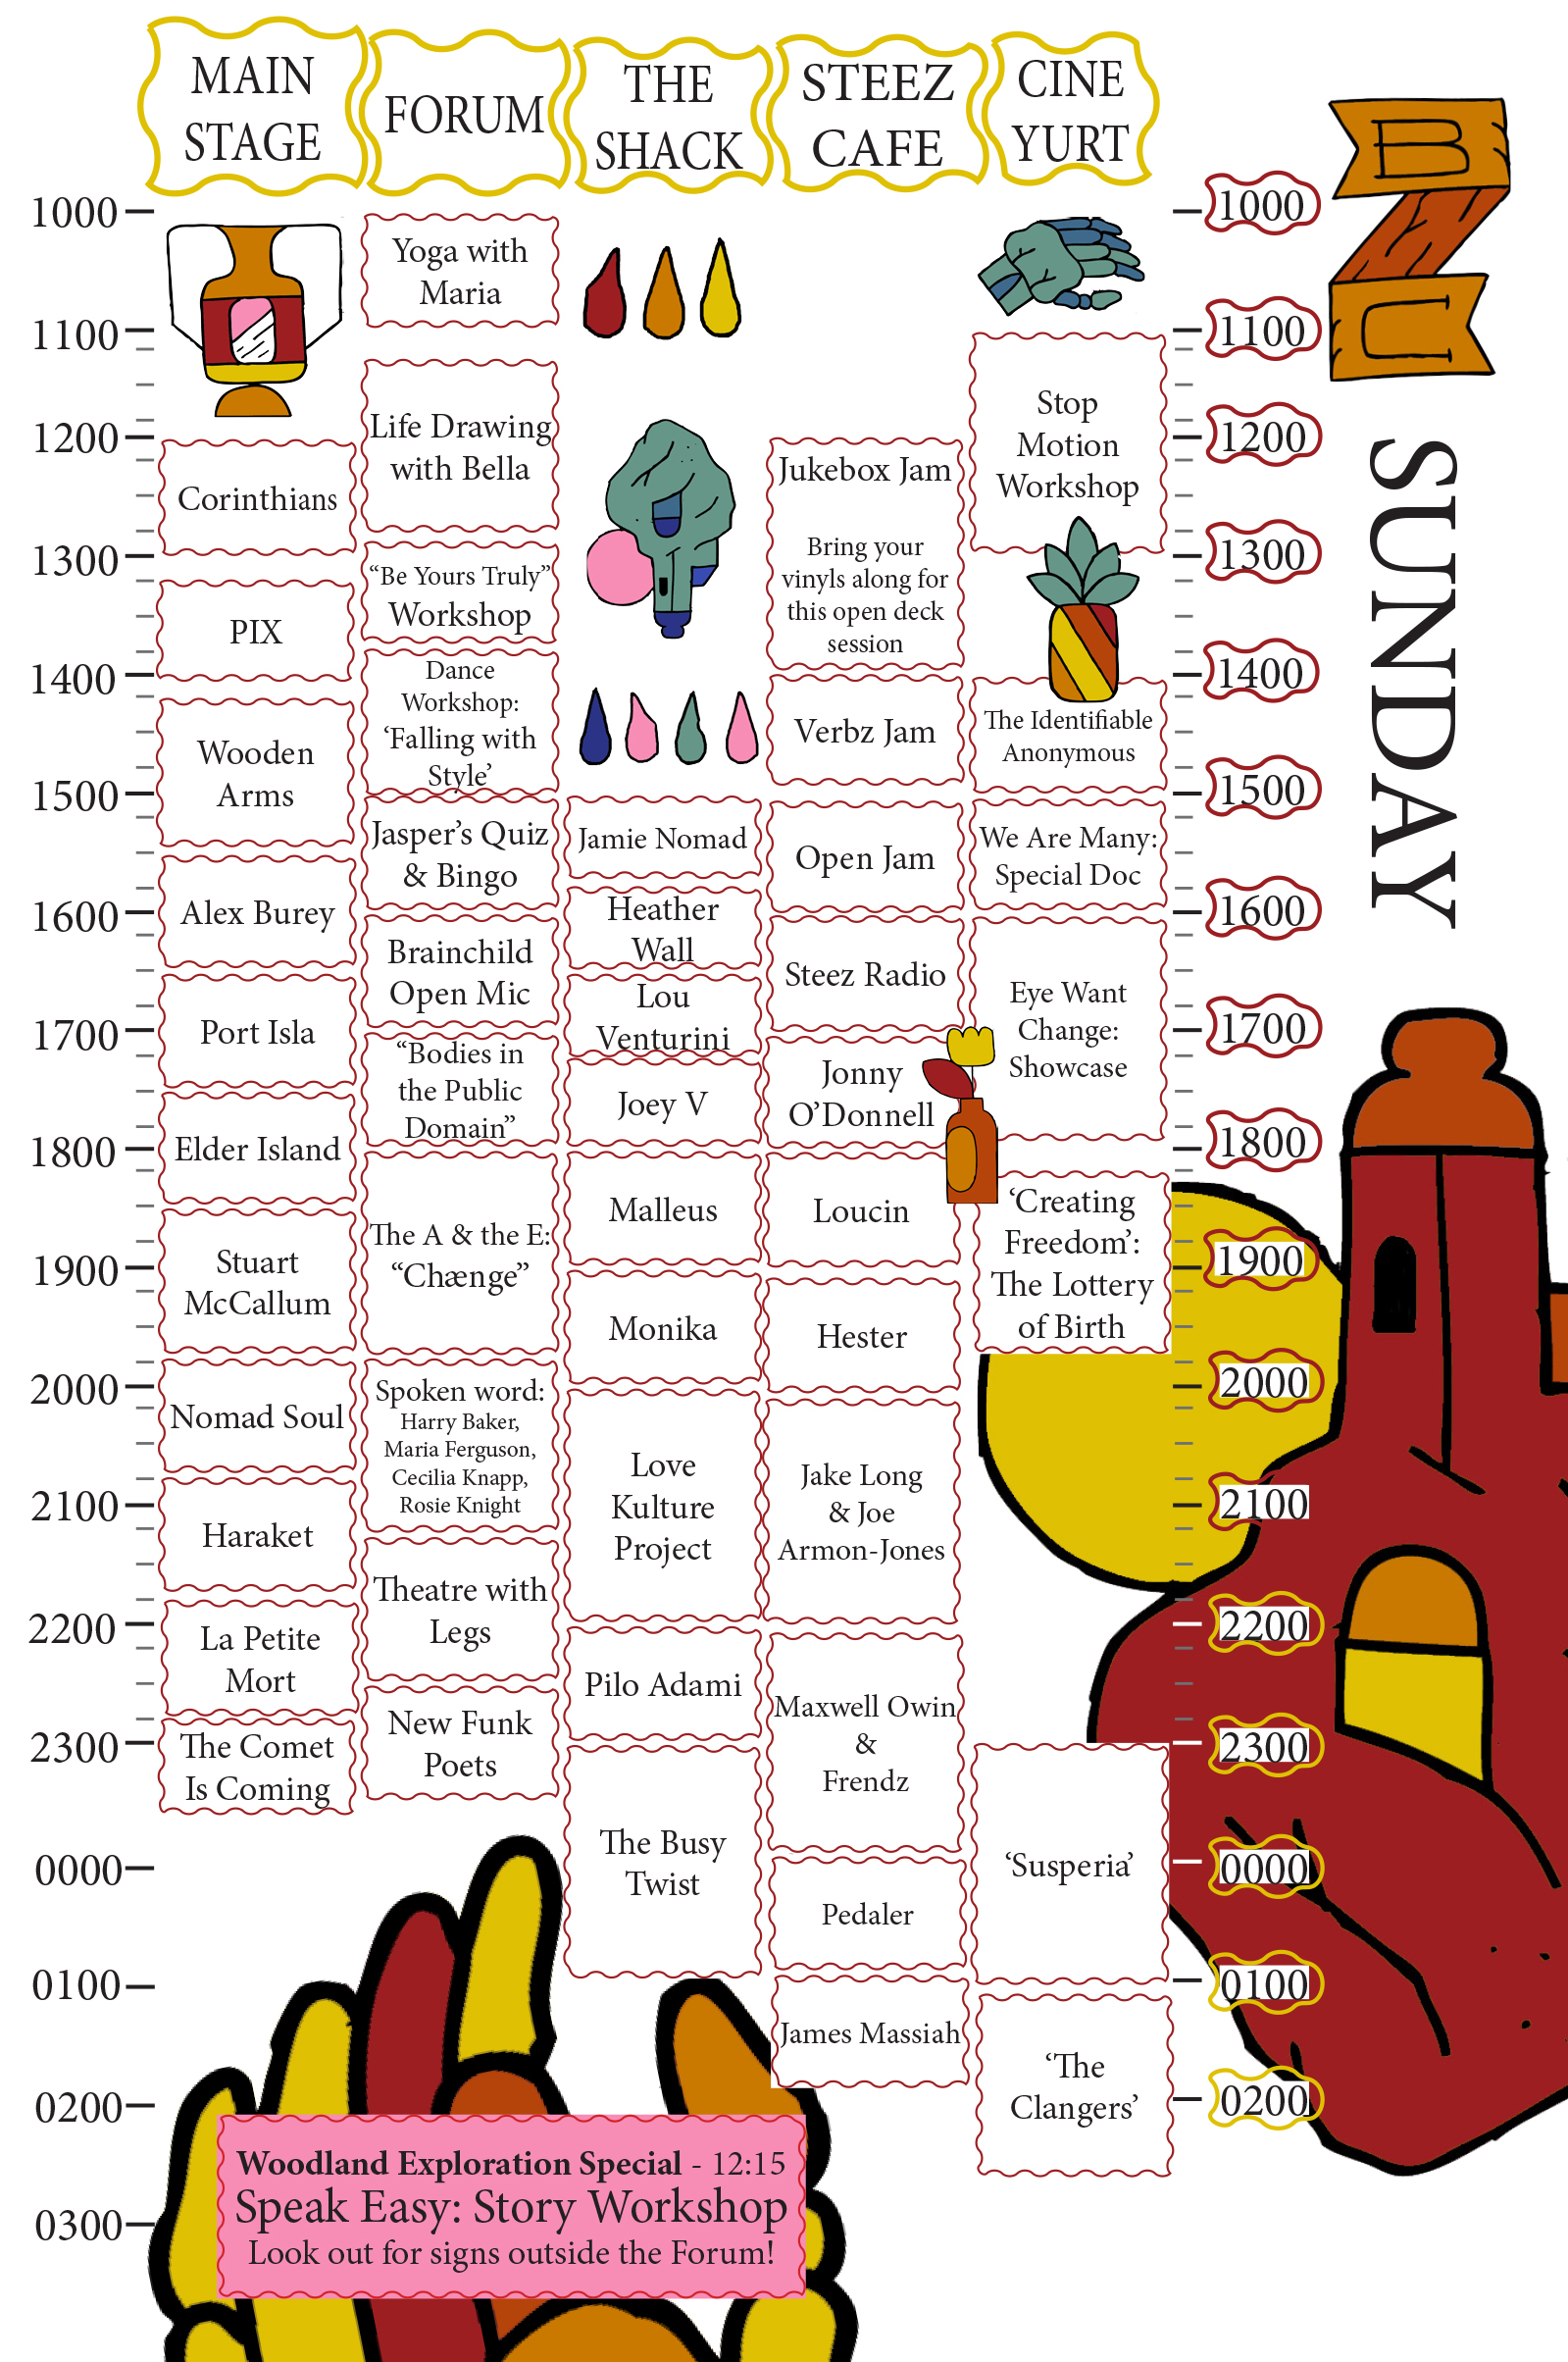 MAIN
STAGE
FORUM
THE
SHACK
STEEZ
CAFE
CINE
YURT
BZU
SUNDAY
1000
1100
1200
1300
1400
1500
1600
1700
1800
1900
2000
2100
2200
2300
0000
0100
0200
0300
Corinthians
PIX
Wooden
Arms
Alex Burey
Port Isla
Elder Island
Stuart
McCallum
Nomad Soul
Haraket
La Petite
Mort
The Comet
Is Coming
Yoga with
Maria
Life Drawing
with Bella
“Be Yours Truly”
Workshop
Dance
Workshop:
‘Falling with
Style’
Jasper’s Quiz
& Bingo
Brainchild
Open Mic
“Bodies in
the Public
Domain”
The A & the E:
“Chænge”
Spoken word:
Harry Baker,
Maria Ferguson,
Cecilia Knapp,
Rosie Knight
Theatre with
Legs
New Funk
Poets
Jamie Nomad
Heather
Wall
Lou
Venturini
Joey V
Malleus
Monika
Love
Kulture
Project
Pilo Adami
The Busy
Twist
Jukebox Jam
Bring your
vinyls along for
this open deck
session
Verbz Jam
Open Jam
Steez Radio
Jonny
O’Donnell
Loucin
Hester
Jake Long
& Joe
Armon-Jones
Maxwell Owin
&
Frendz
Pedaler
James Massiah
Stop
Motion
Workshop
The Identifiable
Anonymous
We Are Many:
Special Doc
Eye Want
Change:
Showcase
‘Creating
Freedom’:
The Lottery
of Birth
‘Susperia’
‘The
Clangers’
1000
1100
1200
1300
1400
1500
1600
1700
1800
1900
2000
2100
2200
2300
0000
0100
0200
Woodland Exploration Special - 12:15
Speak Easy: Story Workshop
Look out for signs outside the Forum!